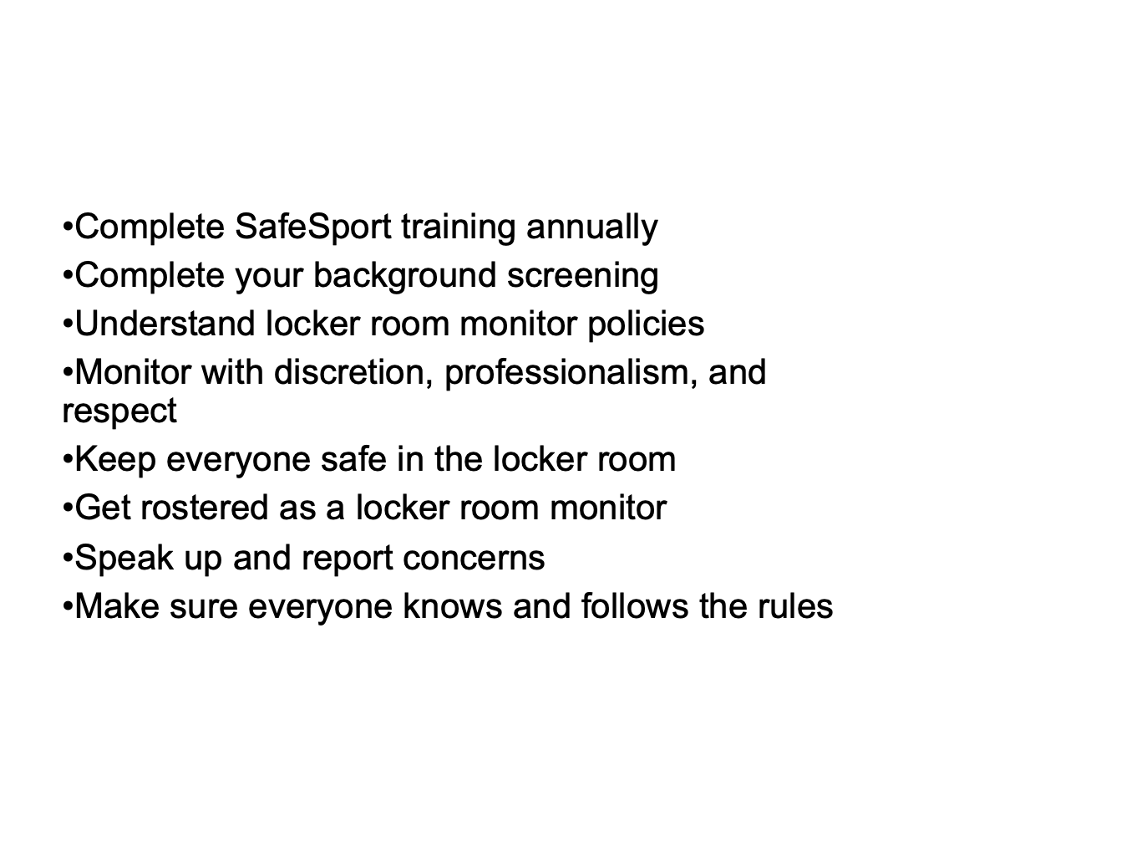 •Complete SafeSport training annually
•Complete your background screening
•Understand locker room monitor policies
•Monitor with discretion, professionalism, and
respect
•Keep everyone safe in the locker room
•Get rostered as a locker room monitor
•Speak up and report concerns
•Make sure everyone knows and follows the rules